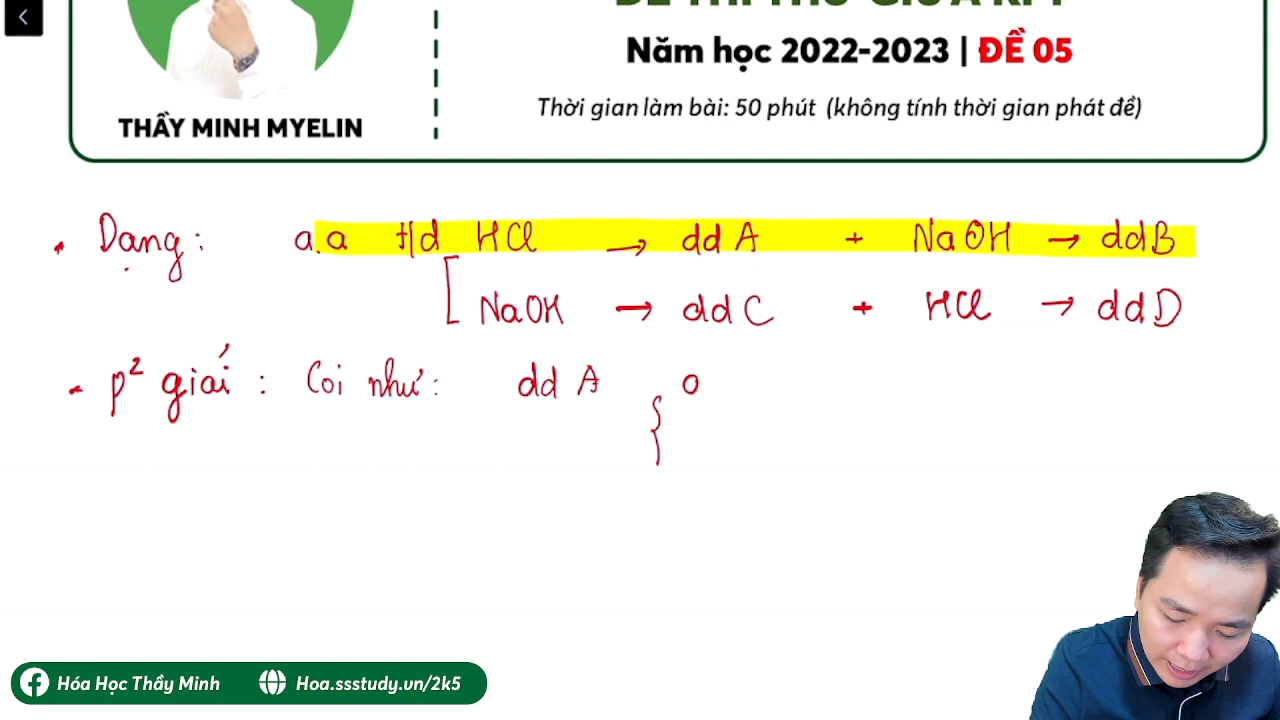 Năm học 2022-2023 | ĐỀ 05
Thời gian làm bài: 50 phút (không tính thời gian phát đề)
THẦY MINH MYELIN
Dạng: a.a t/d HCl → dd A + NaOH → dd B
NaOH → dd C + HCl → dd D
p² giải: Coi như: dd A { a
Hóa Học Thầy Minh
Hoa.ssstudy.vn/2k5